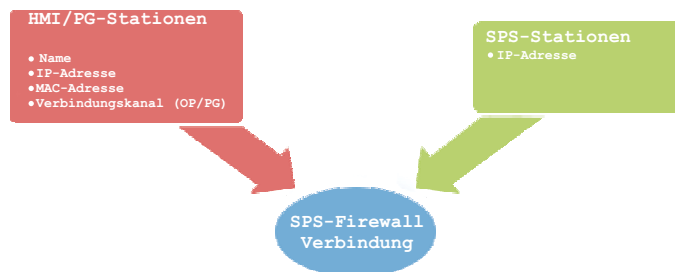 HMI/PG-Stationen
• Name
• IP-Adresse
• MAC-Adresse
• Verbindungskanal (OP/PG)
SPS-Stationen
• IP-Adresse
SPS-Firewall
Verbindung